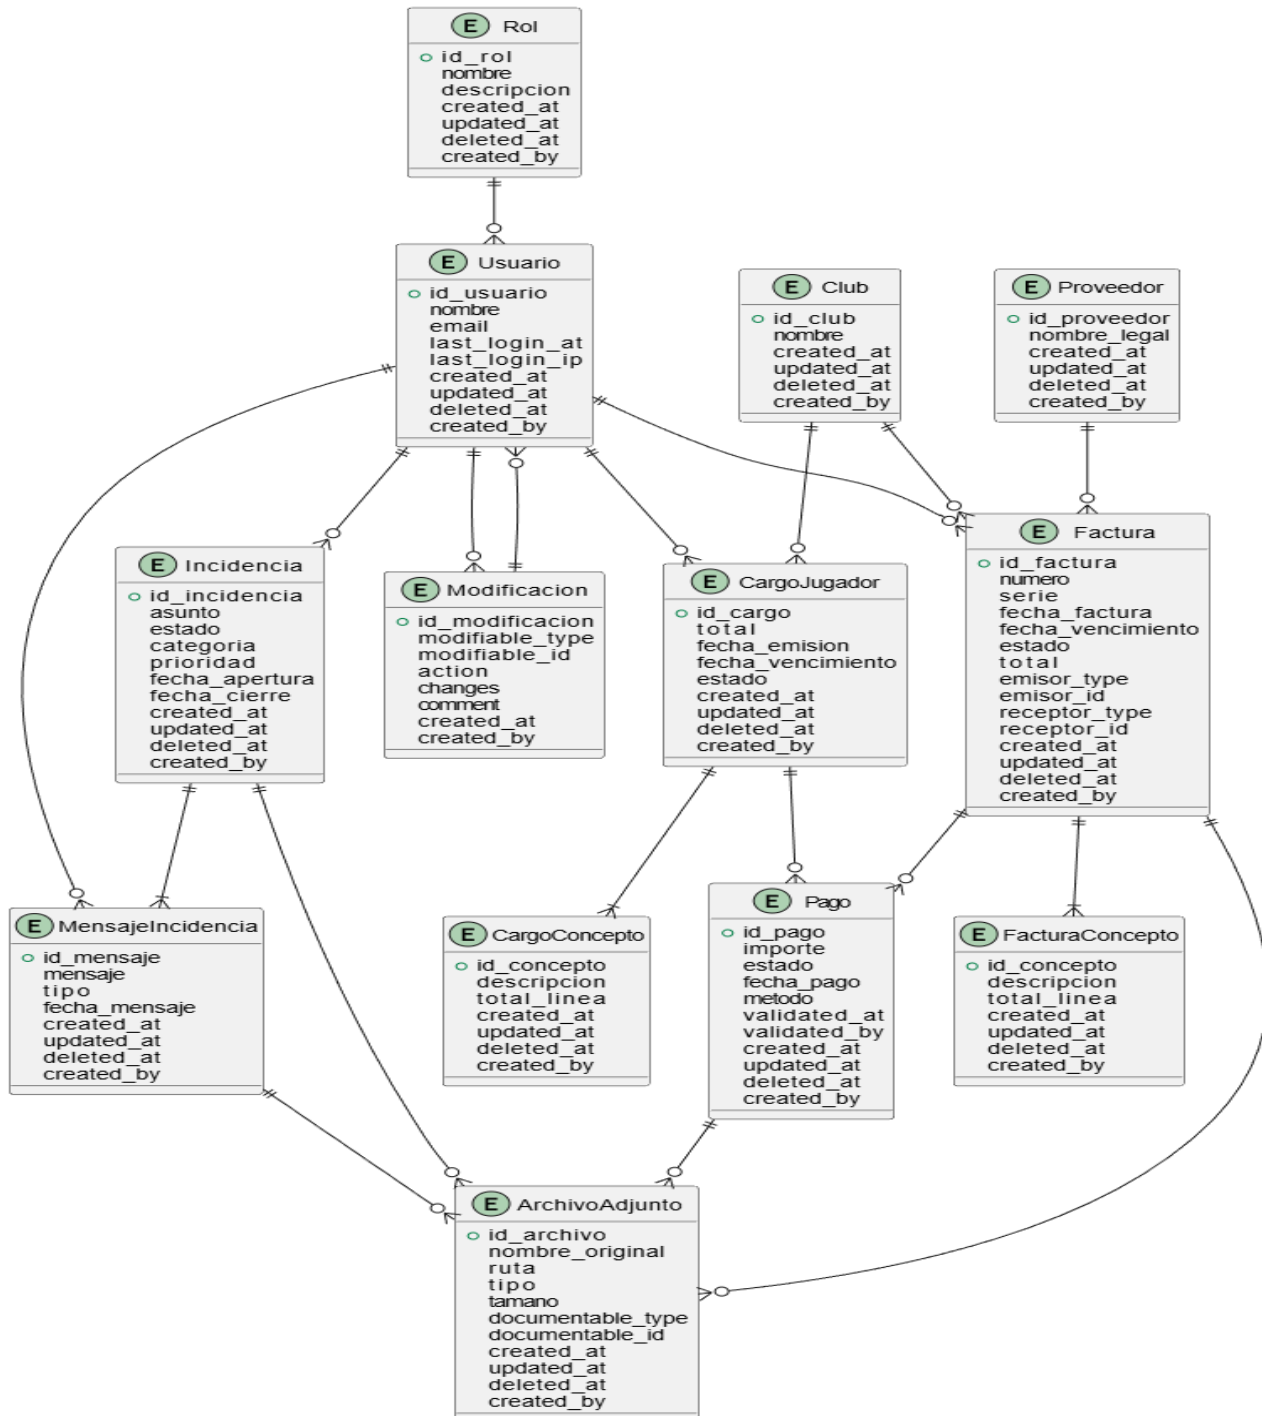 E Rol
id_rol
nombre
descripcion
created_at
updated_at
deleted_at
created_by
E Usuario
id_usuario
nombre
email
last_login_at
last_login_ip
created_at
updated_at
deleted_at
created_by
E Club
id_club
nombre
created_at
updated_at
deleted_at
created_by
E Proveedor
id_proveedor
nombre_legal
created_at
updated_at
deleted_at
created_by
E Incidencia
id_incidencia
asunto
estado
categoria
prioridad
fecha_apertura
fecha_cierre
created_at
updated_at
deleted_at
created_by
E Modificacion
id_modificacion
modifiable_type
modifiable_id
action
changes
comment
created_at
created_by
E CargoJugador
id_cargo
total
fecha_emision
fecha_vencimiento
estado
created_at
updated_at
deleted_at
created_by
E Factura
id_factura
numero
serie
fecha_factura
fecha_vencimiento
estado
total
emisor_type
emisor_id
receptor_type
receptor_id
created_at
updated_at
deleted_at
created_by
E MensajeIncidencia
id_mensaje
mensaje
tipo
fecha_mensaje
created_at
updated_at
deleted_at
created_by
E CargoConcepto
id_concepto
descripcion
total_linea
created_at
updated_at
deleted_at
created_by
E Pago
id_pago
importe
estado
fecha_pago
metodo
validated_at
validated_by
created_at
updated_at
deleted_at
created_by
E FacturaConcepto
id_concepto
descripcion
total_linea
created_at
updated_at
deleted_at
created_by
E ArchivoAdjunto
id_archivo
nombre_original
ruta
tipo
tamano
documentable_type
documentable_id
created_at
updated_at
deleted_at
created_by